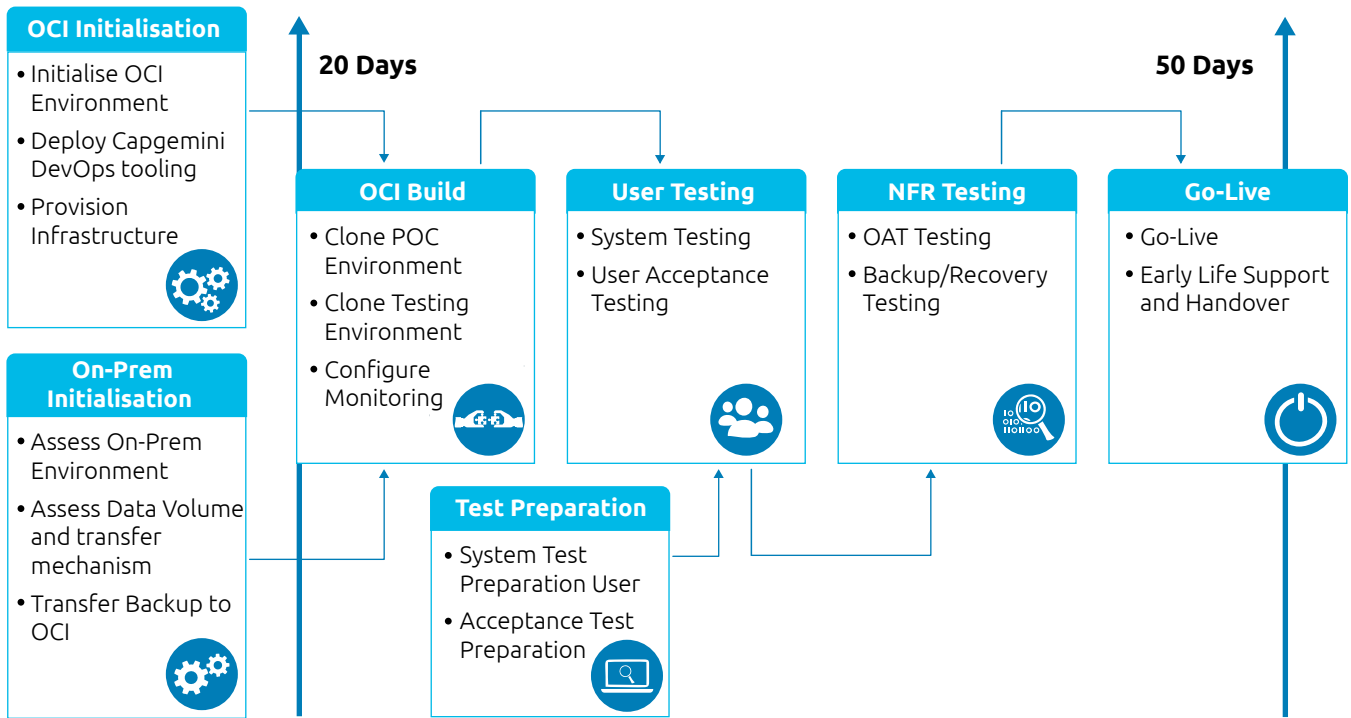 OCI Initialisation
• Initialise OCI
Environment
• Deploy Capgemini
DevOps tooling
• Provision
Infrastructure
On-Prem
Initialisation
• Assess On-Prem
Environment
• Assess Data Volume
and transfer
mechanism
• Transfer Backup to
OCI
20 Days
50 Days
OCI Build
• Clone POC
Environment
• Clone Testing
Environment
• Configure
Monitoring
User Testing
• System Testing
• User Acceptance
Testing
Test Preparation
• System Test
Preparation User
• Acceptance Test
Preparation
NFR Testing
• OAT Testing
• Backup/Recovery
Testing
Go-Live
• Go-Live
• Early Life Support
and Handover